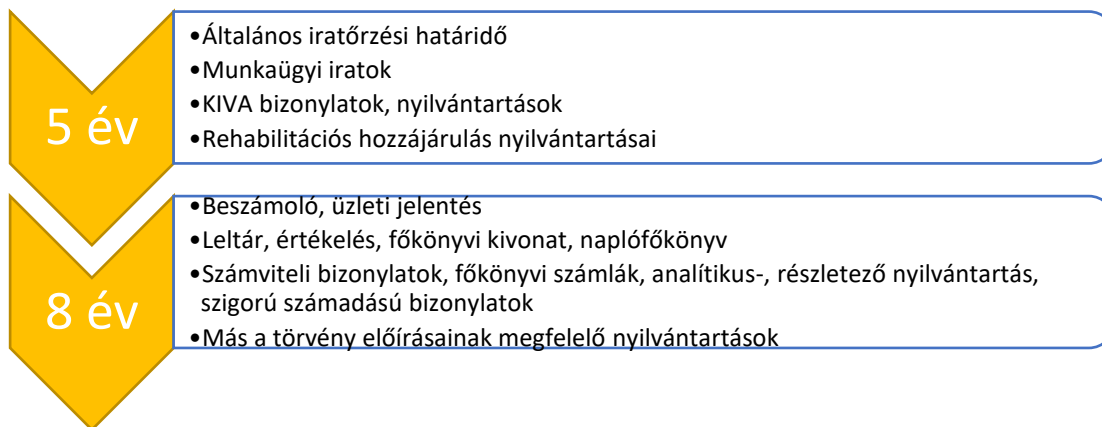 5 év
•Általános iratőrzési határidő
•Munkaügyi iratok
•KIVA bizonylatok, nyilvántartások
•Rehabilitációs hozzájárulás nyilvántartásai
8 év
•Beszámoló, üzleti jelentés
•Leltár, értékelés, főkönyvi kivonat, naplófőkönyv
•Számviteli bizonylatok, főkönyvi számlák, analítikus-, részletező nyilvántartás,
szigorú számadású bizonylatok
•Más a törvény előírásainak megfelelő nyilvántartások